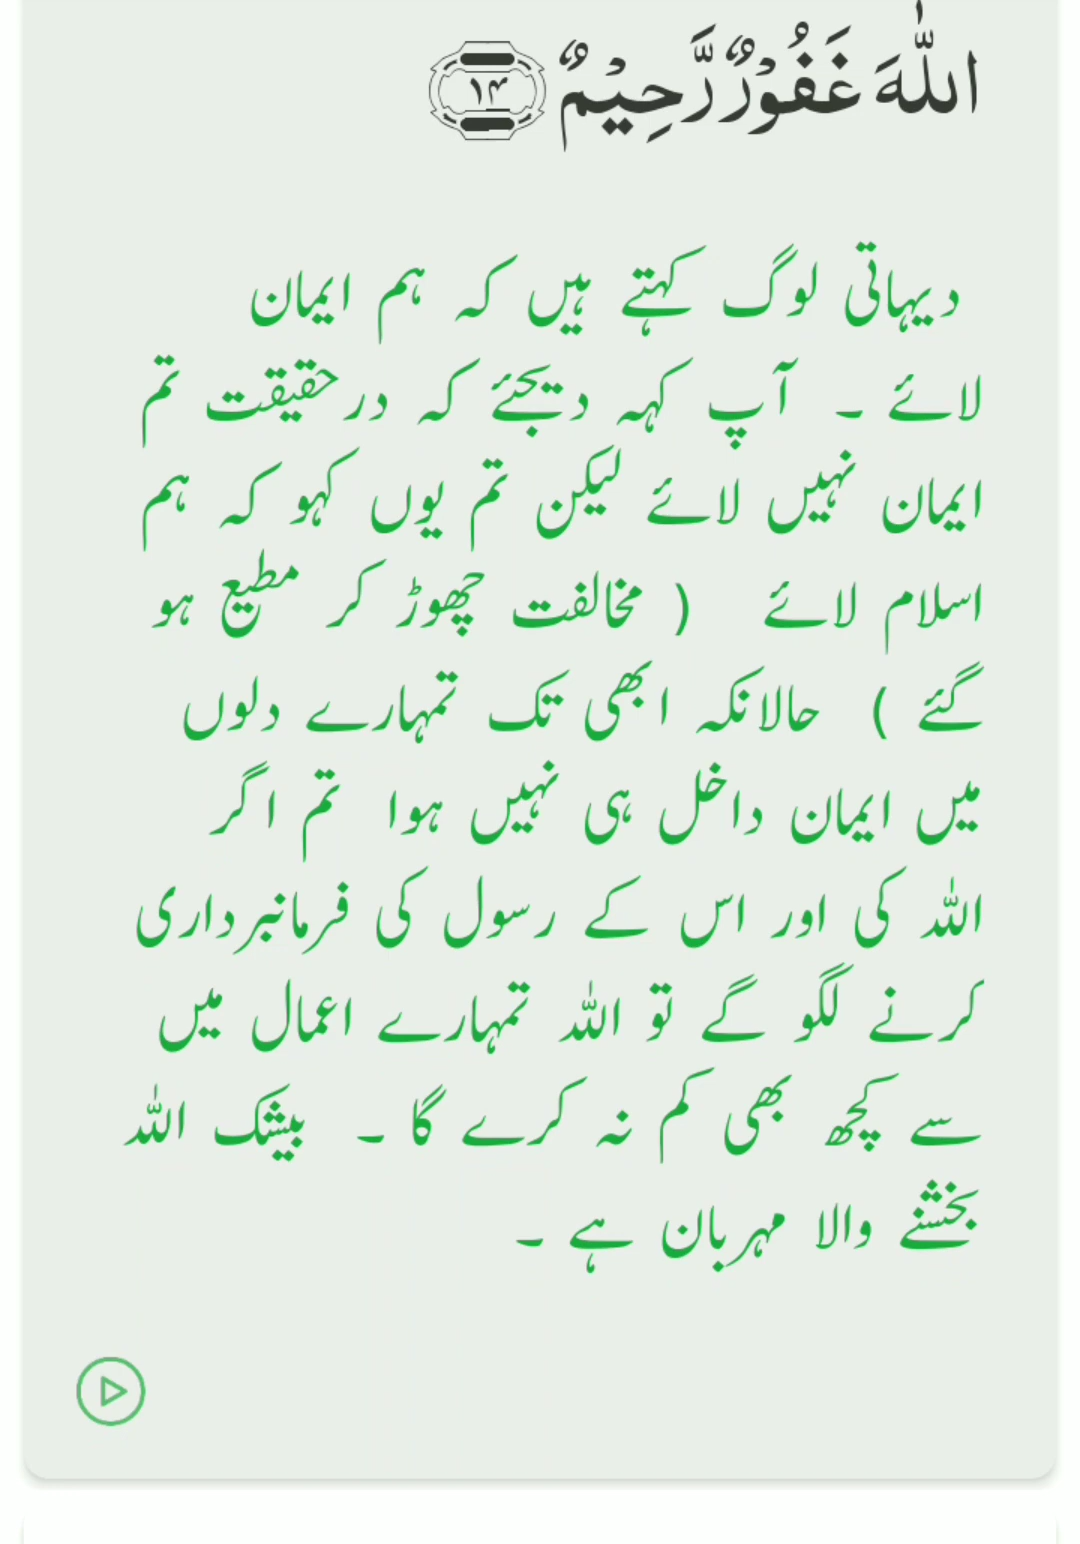 اللّٰهَ غَفُوْرٌ رَّحِیْمٌ ۱۴
دیہاتی لوگ کہتے ہیں کہ ہم ایمان
لائے ۔ آپ کہہ دیجئے کہ درحقیقت تم
ایمان نہیں لائے لیکن تم یوں کہو کہ ہم
اسلام لائے ( مخالفت چھوڑ کر مطیع ہو
گئے ) حالانکہ ابھی تک تمہارے دلوں
میں ایمان داخل ہی نہیں ہوا تم اگر
اللہ کی اور اس کے رسول کی فرمانبرداری
کرنے لگو گے تو اللہ تمہارے اعمال میں
سے کچھ بھی کم نہ کرے گا ۔ بیشک اللہ
بخشنے والا مہربان ہے ۔